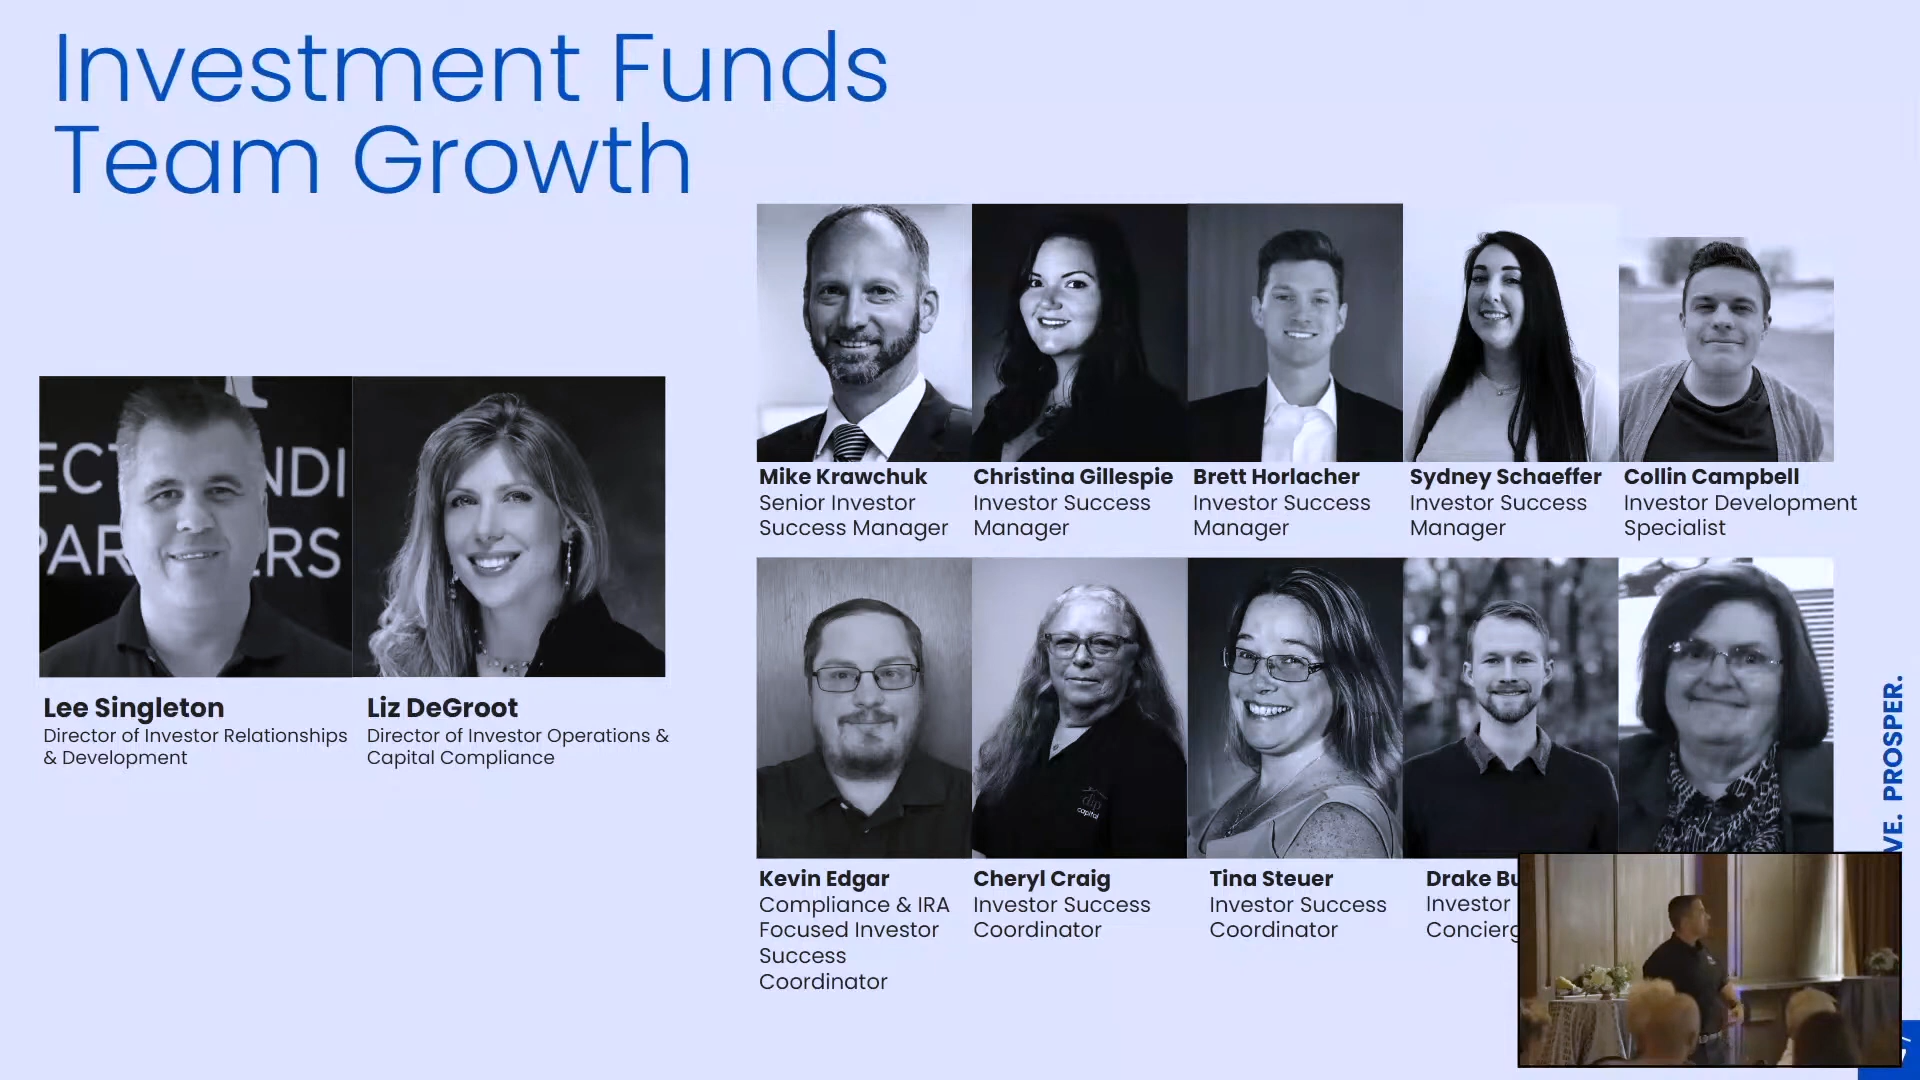 Investment Funds
Team Growth
Mike Krawchuk
Senior Investor
Success Manager
Christina Gillespie
Investor Success
Manager
Brett Horlacher
Investor Success
Manager
Sydney Schaeffer
Investor Success
Manager
Collin Campbell
Investor Development
Specialist
Lee Singleton
Director of Investor Relationships
& Development
Liz DeGroot
Director of Investor Operations &
Capital Compliance
Kevin Edgar
Compliance & IRA
Focused Investor
Success
Coordinator
Cheryl Craig
Investor Success
Coordinator
Tina Steuer
Investor Success
Coordinator
Drake
Investor
PROSPER.
capital